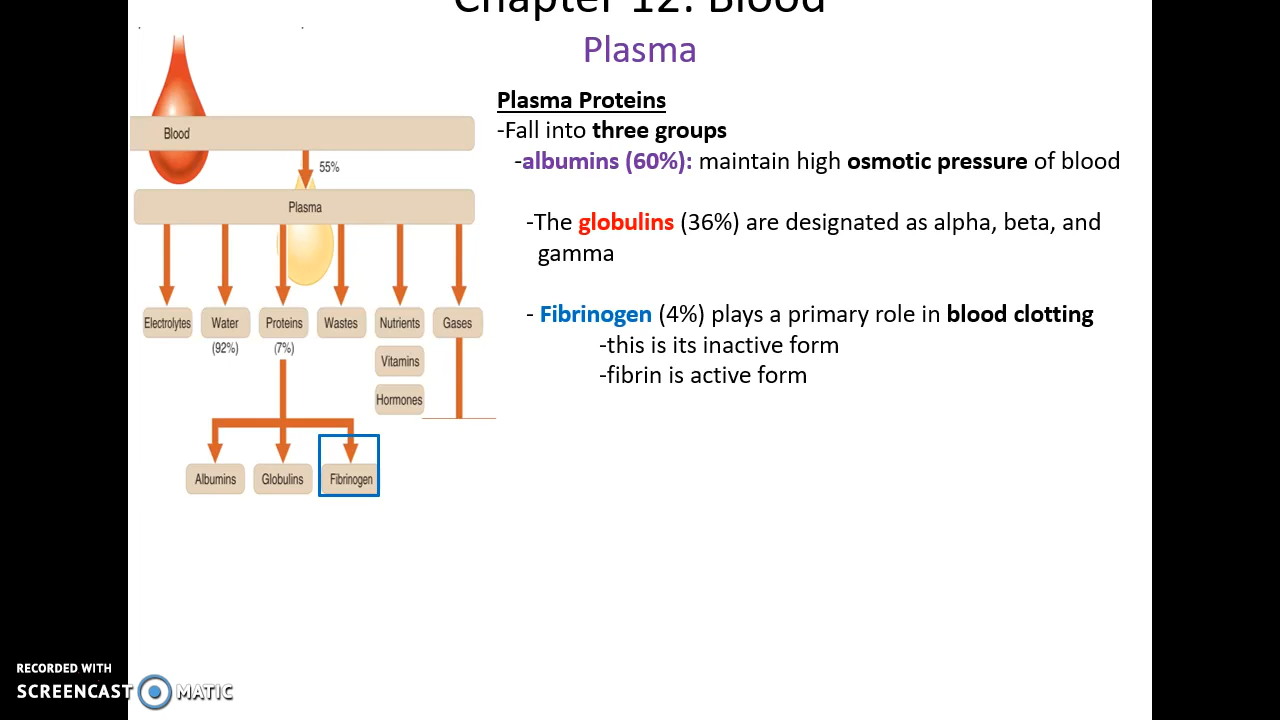 Chapter 12: Blood
Plasma
Blood
55%
Plasma
Electrolytes
Water
(92%)
Proteins
(7%)
Wastes
Nutrients
Vitamins
Hormones
Gases
Albumins
Globulins
Fibrinogen
Plasma Proteins
-Fall into three groups
-albumins (60%): maintain high osmotic pressure of blood
-The globulins (36%) are designated as alpha, beta, and
gamma
- Fibrinogen (4%) plays a primary role in blood clotting
-this is its inactive form
-fibrin is active form
RECORDED WITH
SCREENCAST MATIC